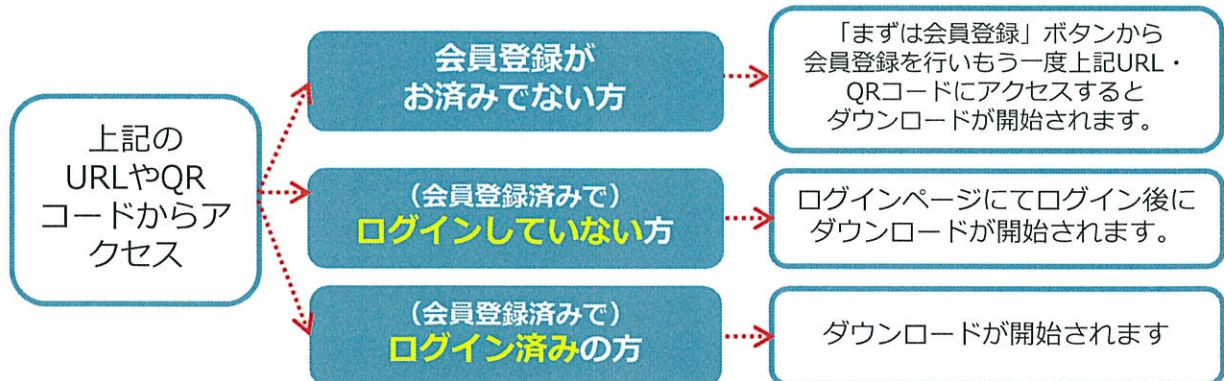 上記の
URLやQR
コードからア
クセス
会員登録が
お済みでない方
「まずは会員登録」ボタンから
会員登録を行いもう一度上記URL・
QRコードにアクセスすると
ダウンロードが開始されます。
(会員登録済みで)
ログインしていない方
ログインページにてログイン後に
ダウンロードが開始されます。
(会員登録済みで)
ログイン済みの方
ダウンロードが開始されます